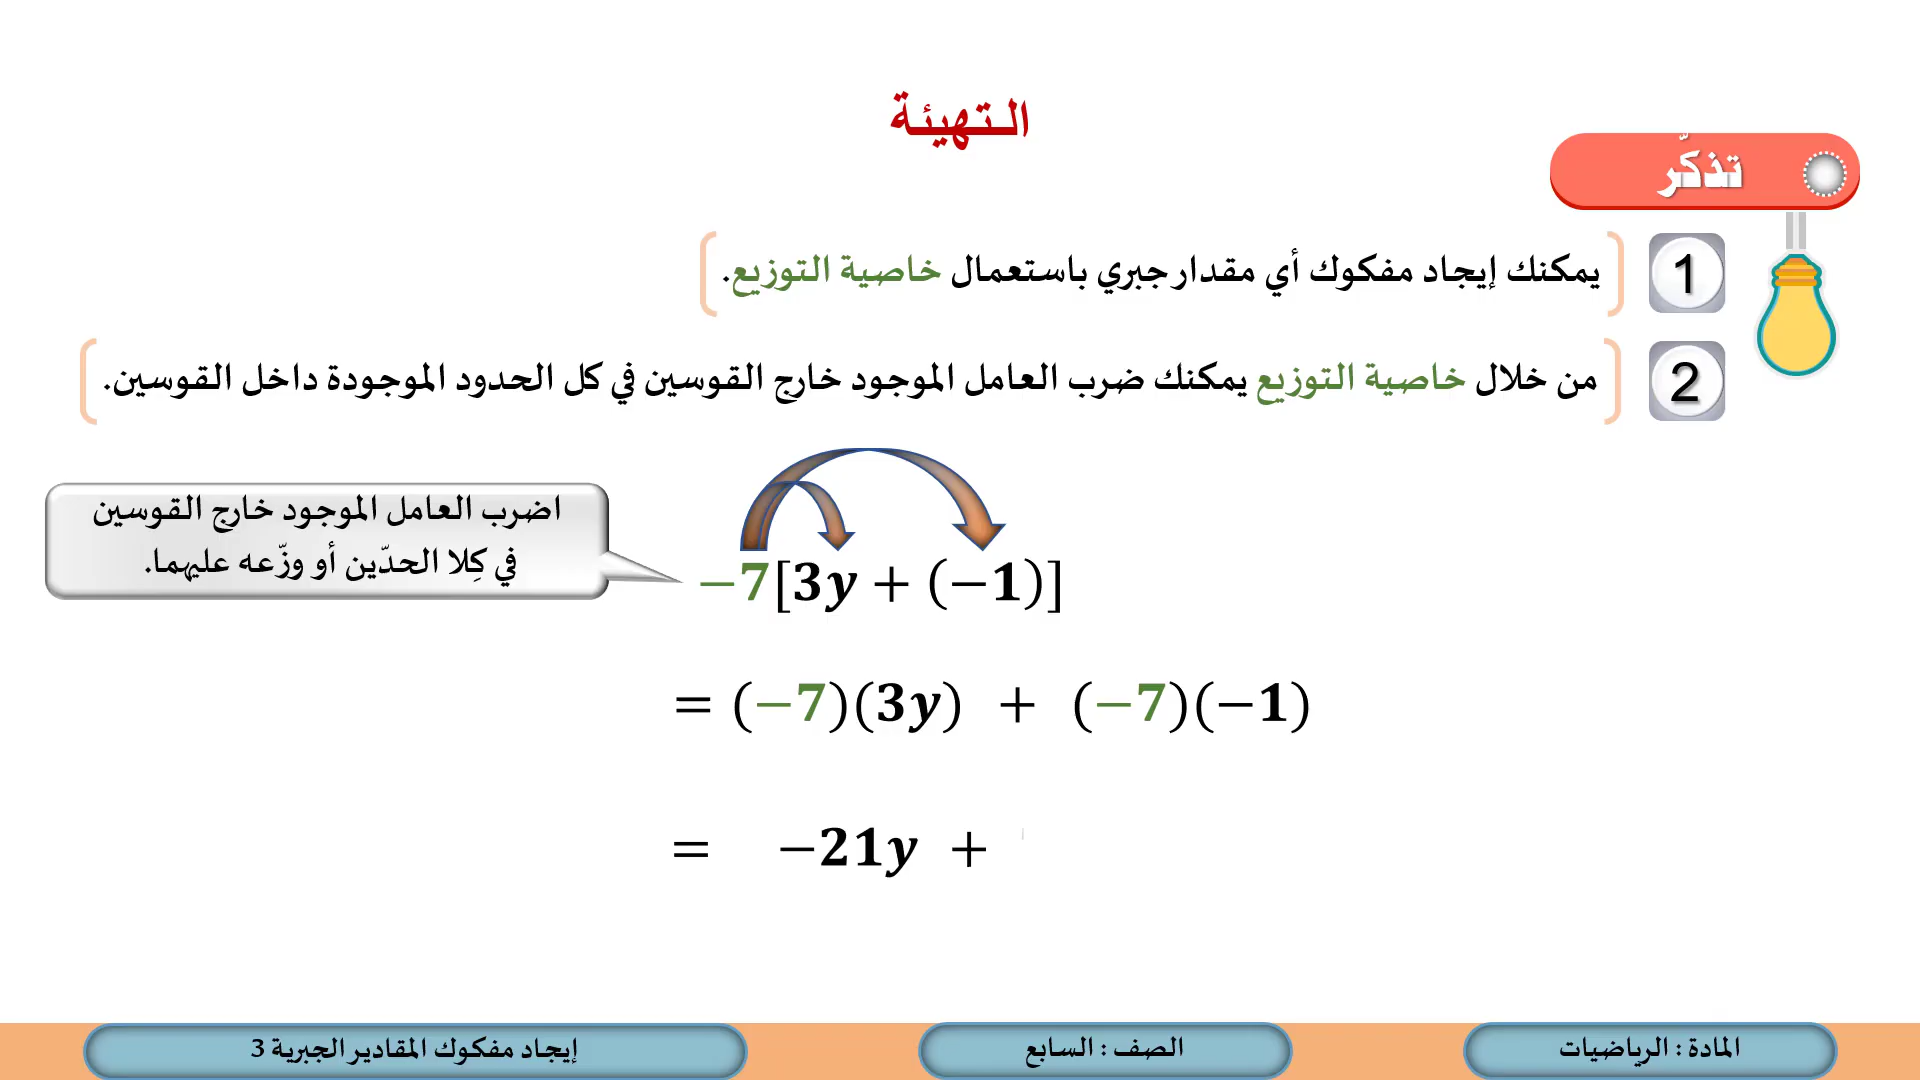 التهيئة
تذكّر
1 يمكنك إيجاد مفكوك أي مقدار جبري باستعمال خاصية التوزيع.
2 من خلال خاصية التوزيع يمكنك ضرب العامل الموجود خارج القوسين في كل الحدود الموجودة داخل القوسين.
اضرب العامل الموجود خارج القوسين
في كِلا الحدّين أو وزّعه عليهما.
−7[3y + (−1)]
= (−7)(3y) + (−7)(−1)
= −21y +
المادة : الرياضيات
الصف : السابع
إيجاد مفكوك المقادير الجبرية 3